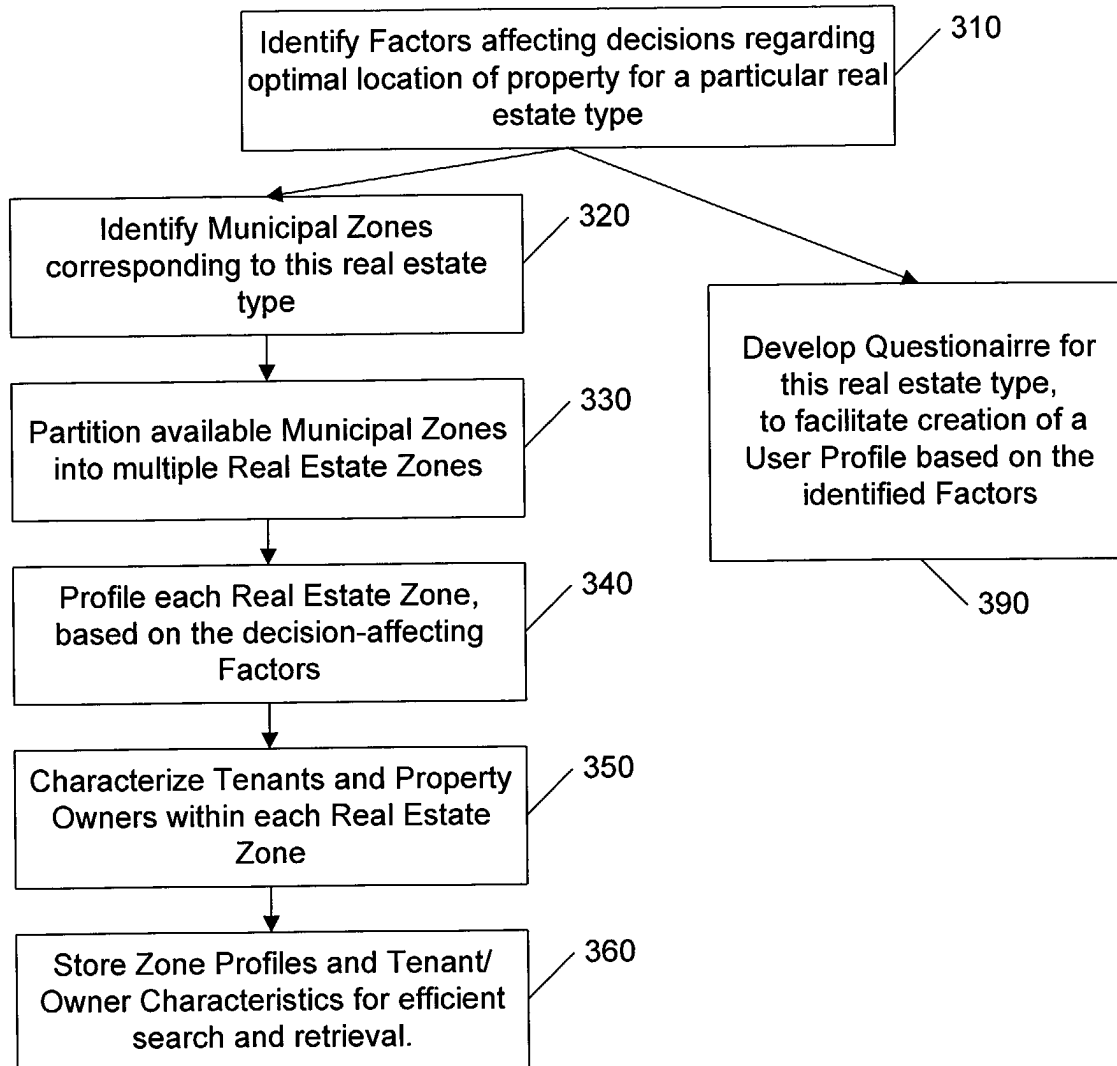 Identify Factors affecting decisions regarding
optimal location of property for a particular real
estate type
310
Identify Municipal Zones
corresponding to this real estate
type
320
Partition available Municipal Zones
into multiple Real Estate Zones
330
Profile each Real Estate Zone,
based on the decision-affecting
Factors
340
Characterize Tenants and Property
Owners within each Real Estate
Zone
350
Store Zone Profiles and Tenant/
Owner Characteristics for efficient
search and retrieval.
360
Develop Questionairre for
this real estate type,
to facilitate creation of a
User Profile based on the
identified Factors
390